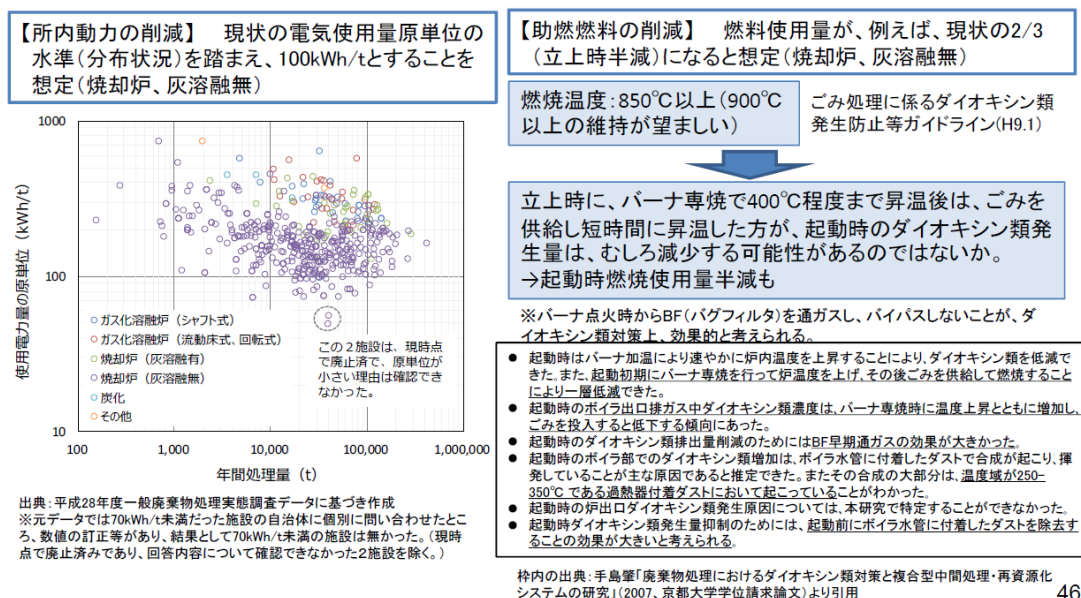 【所内動力の削減】　現状の電気使用量原単位の
水準（分布状況）を踏まえ、100kWh/tとすることを
想定（焼却炉、灰溶融無）
1000
100
10
使用電力量の原単位（kWh/t）
100
1,000
10,000
100,000
1,000,000
年間処理量（t）
ガス化溶融炉（シャフト式）
ガス化溶融炉（流動床式、回転式）
焼却炉（灰溶融有）
焼却炉（灰溶融無）
炭化
その他
この２施設は、現時点
で廃止済で、原単位が
小さい理由は確認でき
なかった。
出典：平成28年度一般廃棄物処理実態調査データに基づき作成
※元データでは70kWh/t未満だった施設の自治体に個別に問い合わせたとこ
ろ、数値の訂正等があり、結果として70kWh/t未満の施設は無かった。（現時
点で廃止済みであり、回答内容について確認できなかった２施設を除く。）
【助燃燃料の削減】　燃料使用量が、例えば、現状の2/3
（立上時半減）になると想定（焼却炉、灰溶融無）
燃焼温度：850℃以上（900℃
以上の維持が望ましい）
ごみ処理に係るダイオキシン類
発生防止等ガイドライン(H9.1)
立上時に、バーナ専焼で400℃程度まで昇温後は、ごみを
供給し短時間に昇温した方が、起動時のダイオキシン類発
生量は、むしろ減少する可能性があるのではないか。
→起動時燃焼使用量半減も
※バーナ点火時からBF（バグフィルタ）を通ガスし、バイパスしないことが、ダ
イオキシン類対策上、効果的と考えられる。
● 起動時はバーナ加温により速やかに炉内温度を上昇することにより、ダイオキシン類を低減で
きた。また、起動初期にバーナ専焼を行って炉温度を上げ、その後ごみを供給して燃焼すること
により一層低減できた。
● 起動時のボイラ出口排ガス中ダイオキシン類濃度は、バーナ専焼時に温度上昇とともに増加し、
ごみを投入すると低下する傾向にあった。
● 起動時のダイオキシン類排出量削減のためにはBF早期通ガスの効果が大きかった。
● 起動時のボイラ部でのダイオキシン類増加は、ボイラ水管に付着したダストで合成が起こり、揮
発していることが主な原因であると推定できた。またその合成の大部分は、温度域が250-
350℃ である過熱器付着ダストにおいて起こっていることがわかった。
● 起動時の炉出口ダイオキシン類発生原因については、本研究で特定することができなかった。
● 起動時ダイオキシン類発生量抑制のためには、起動前にボイラ水管に付着したダストを除去す
ることの効果が大きいと考えられる。
枠内の出典：手島肇「廃棄物処理におけるダイオキシン類対策と複合型中間処理・再資源化
システムの研究」（2007、京都大学学位請求論文）より引用
46